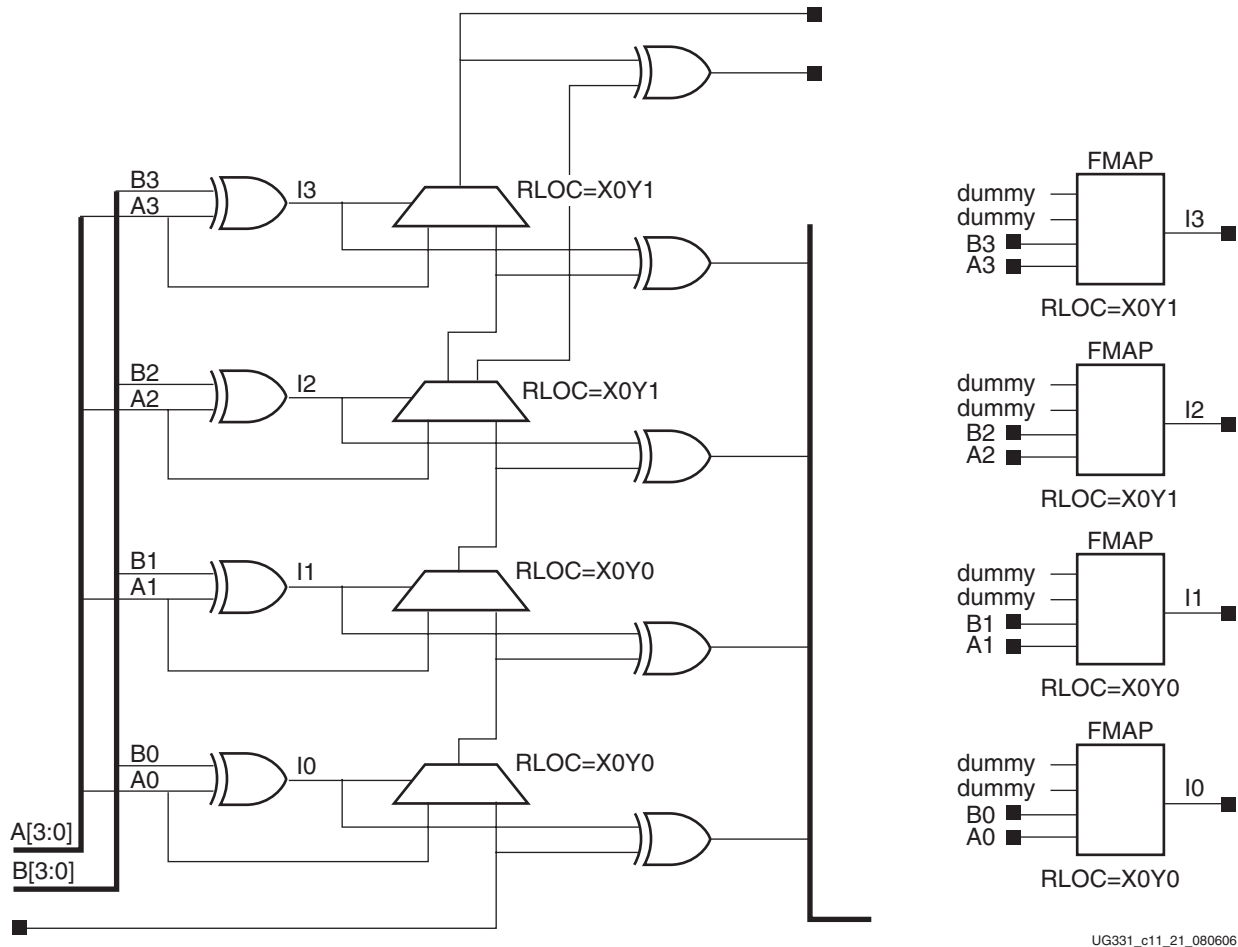 B3
A3
I3
RLOC=X0Y1
B2
A2
I2
RLOC=X0Y1
B1
A1
I1
RLOC=X0Y0
B0
A0
I0
RLOC=X0Y0
A[3:0]
B[3:0]
FMAP
dummy
dummy
B3
A3
I3
RLOC=X0Y1
FMAP
dummy
dummy
B2
A2
I2
RLOC=X0Y1
FMAP
dummy
dummy
B1
A1
I1
RLOC=X0Y0
FMAP
dummy
dummy
B0
A0
I0
RLOC=X0Y0
UG331_c11_21_080606